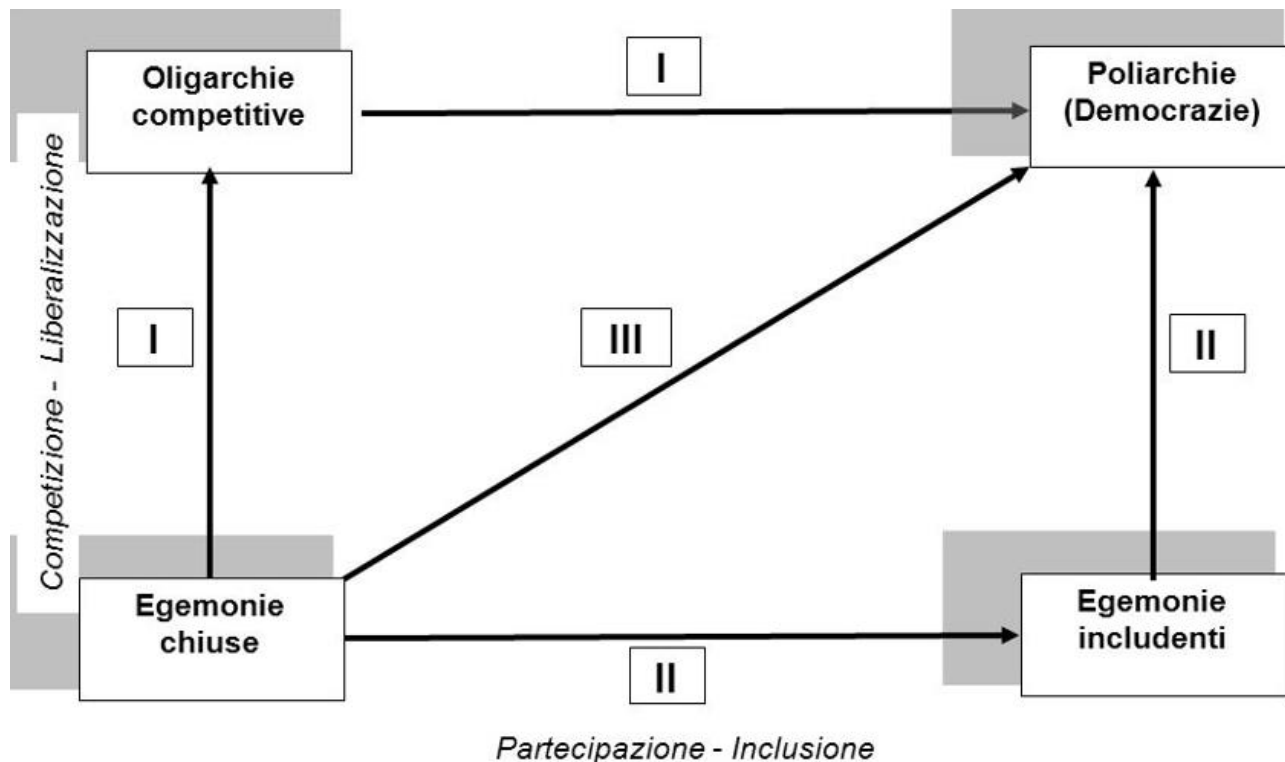 Oligarchie
competitive
I
Poliarchie
(Democrazie)
Competizione - Liberalizzazione
I
III
II
Egemonie
chiuse
II
Egemonie
includenti
Partecipazione - Inclusione